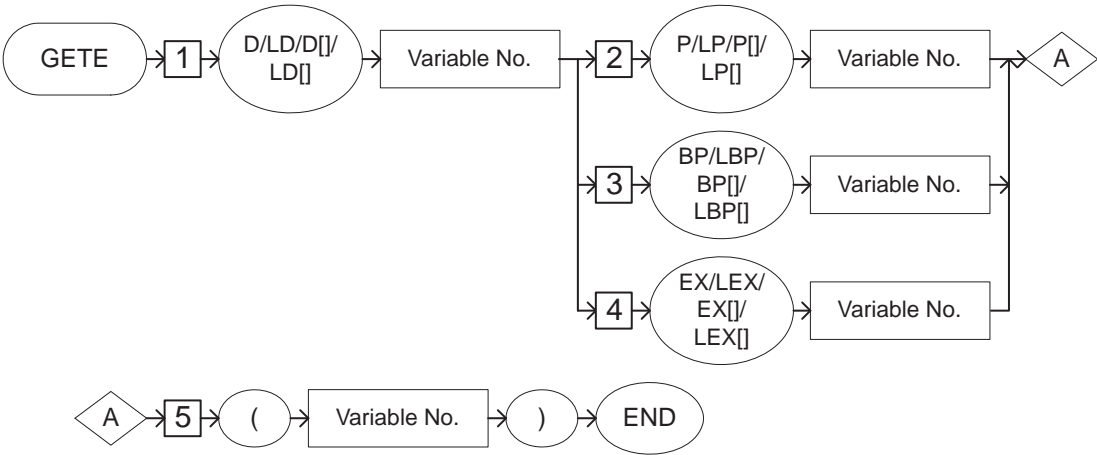 GETE
1
D/LD/D[]/
LD[]
Variable No.
2
P/LP/P[]/
LP[]
Variable No.
A
3
BP/LBP/
BP[]/
LBP[]
Variable No.
4
EX/LEX/
EX[]/
LEX[]
Variable No.
A
5
(
Variable No.
)
END